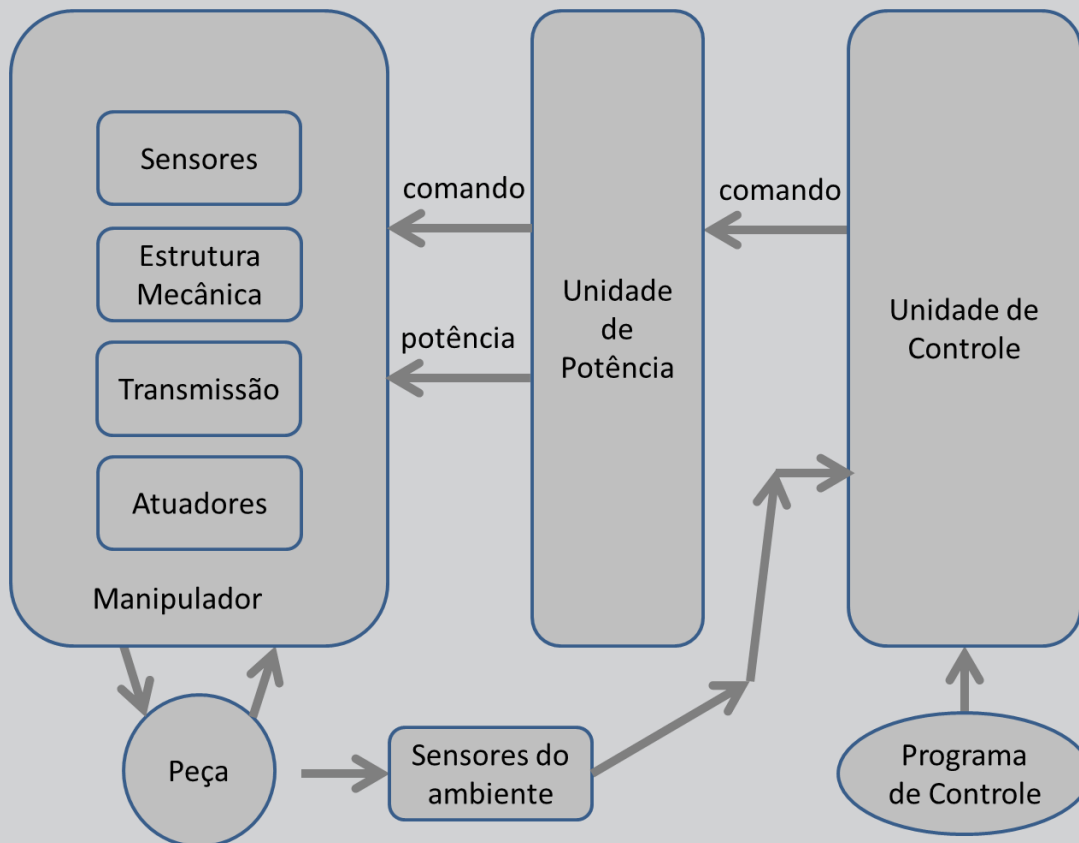 Sensores
Estrutura
Mecânica
Transmissão
Atuadores
Manipulador
comando
potência
Unidade
de
Potência
comando
Unidade de
Controle
Peça
Sensores do
ambiente
Programa
de Controle